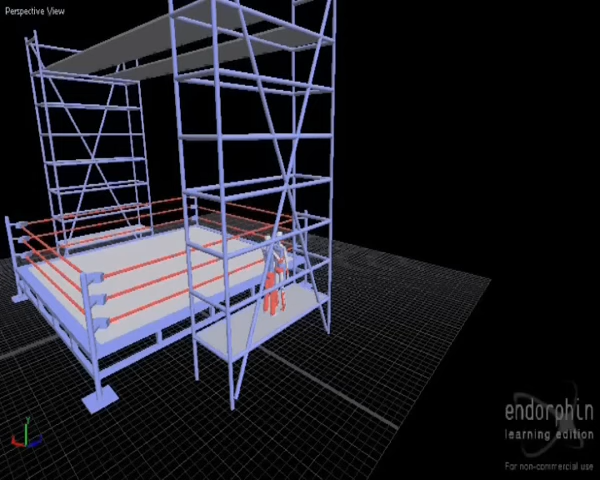 Perspective View
endorphin
learning edition
For non-commercial use
Y